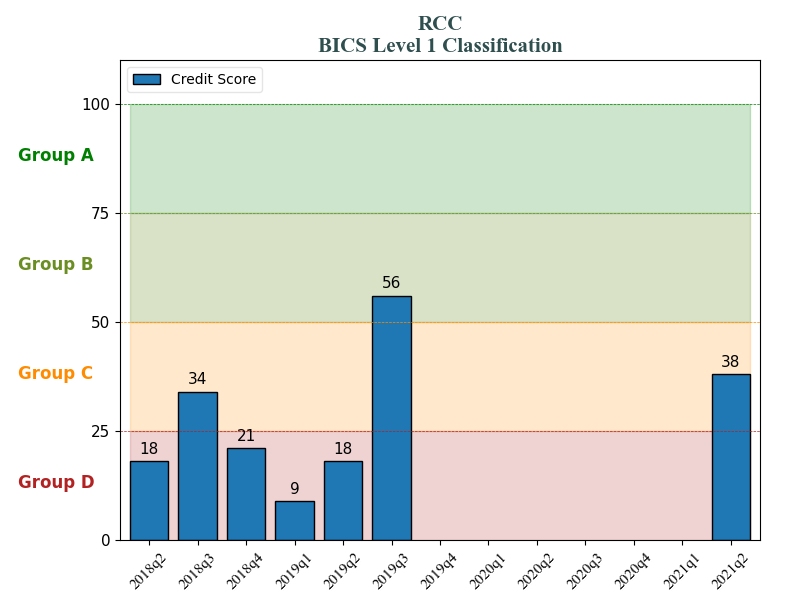 RCC
BICS Level 1 Classification
Credit Score
100
Group A
75
Group B
50
Group C
25
Group D
0
18
34
21
9
18
56
38
2018q2
2018q3
2018q4
2019q1
2019q2
2019q3
2019q4
2020q1
2020q2
2020q3
2020q4
2021q1
2021q2